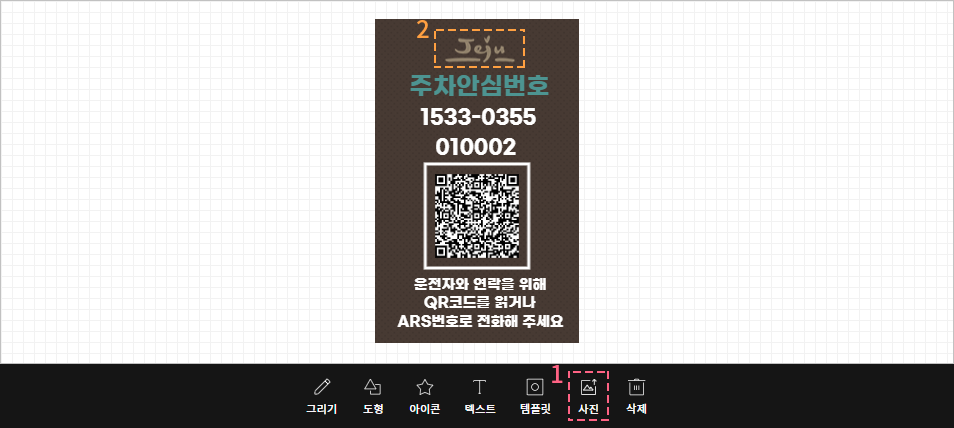 2
Jeju
주차안심번호
1533-0355
010002
운전자와 연락을 위해
QR코드를 읽거나
ARS번호로 전화해 주세요
1
그리기 도형 아이콘 텍스트 템플릿 사진 삭제